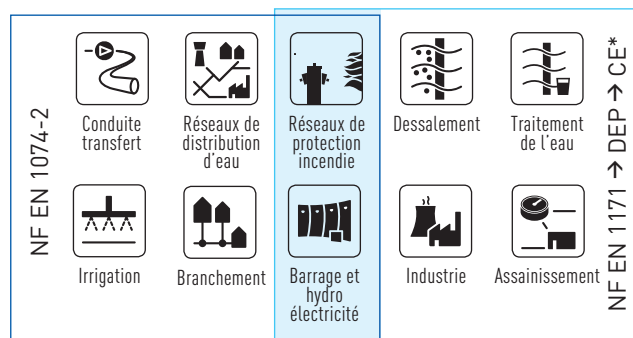 NF EN 1074-2
Conduite
transfert
Réseaux de
distribution
d'eau
Réseaux de
protection
incendie
Dessalement
Traitement
de l'eau
Irrigation
Branchement
Barrage et
hydro
électricité
Industrie
Assainissement
NF EN 1171 → DEP → CE*